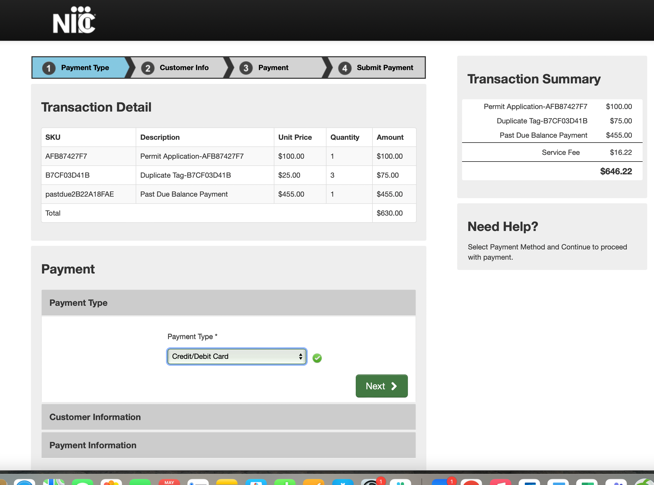 NIC
1 Payment Type 2 Customer Info 3 Payment 4 Submit Payment
Transaction Detail
SKU Description Unit Price Quantity Amount
AFB87427F7 Permit Application-AFB87427F7 $100.00 1 $100.00
B7CF03D41B Duplicate Tag-B7CF03D41B $25.00 3 $75.00
pastdue2B22A18FAE Past Due Balance Payment $455.00 1 $455.00
Total $630.00
Payment
Payment Type
Payment Type *
Credit/Debit Card
Next
Customer Information
Payment Information
Transaction Summary
Permit Application-AFB87427F7 $100.00
Duplicate Tag-B7CF03D41B $75.00
Past Due Balance Payment $455.00
Service Fee $16.22
$646.22
Need Help?
Select Payment Method and Continue to proceed
with payment.
MAY
1
1